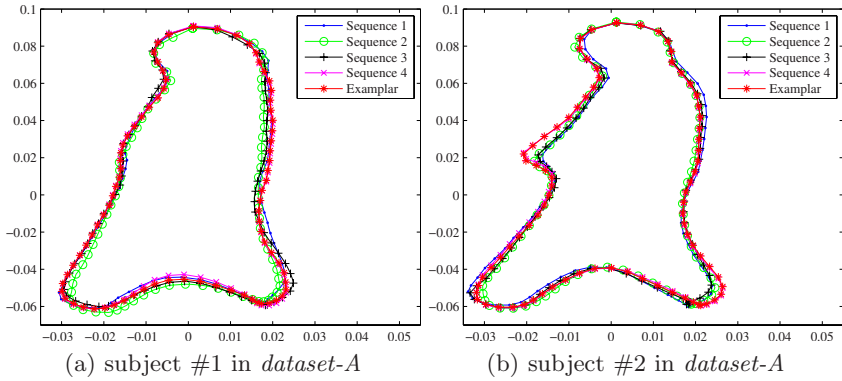 0.1
0.08
0.06
0.04
0.02
0
−0.02
−0.04
−0.06
−0.03 −0.02 −0.01 0 0.01 0.02 0.03 0.04 0.05
Sequence 1
Sequence 2
Sequence 3
Sequence 4
Examplar
(a) subject #1 in dataset-A
0.1
0.08
0.06
0.04
0.02
0
−0.02
−0.04
−0.06
−0.03 −0.02 −0.01 0 0.01 0.02 0.03 0.04 0.05
Sequence 1
Sequence 2
Sequence 3
Sequence 4
Examplar
(b) subject #2 in dataset-A